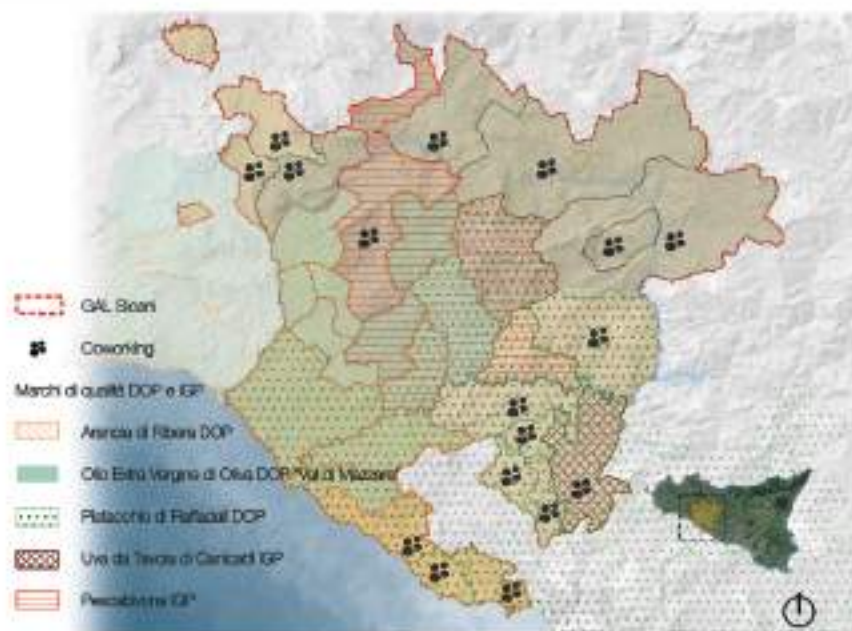 GAL Sicani
Coworking
Marchi di qualità DOP e IGP
Arancia di Ribera DOP
Olio Extra Vergine di Oliva DOP "Val di Mazara"
Pistacchio di Raffadali DOP
Uva da Tavola di Canicattì IGP
Pescabivona IGP